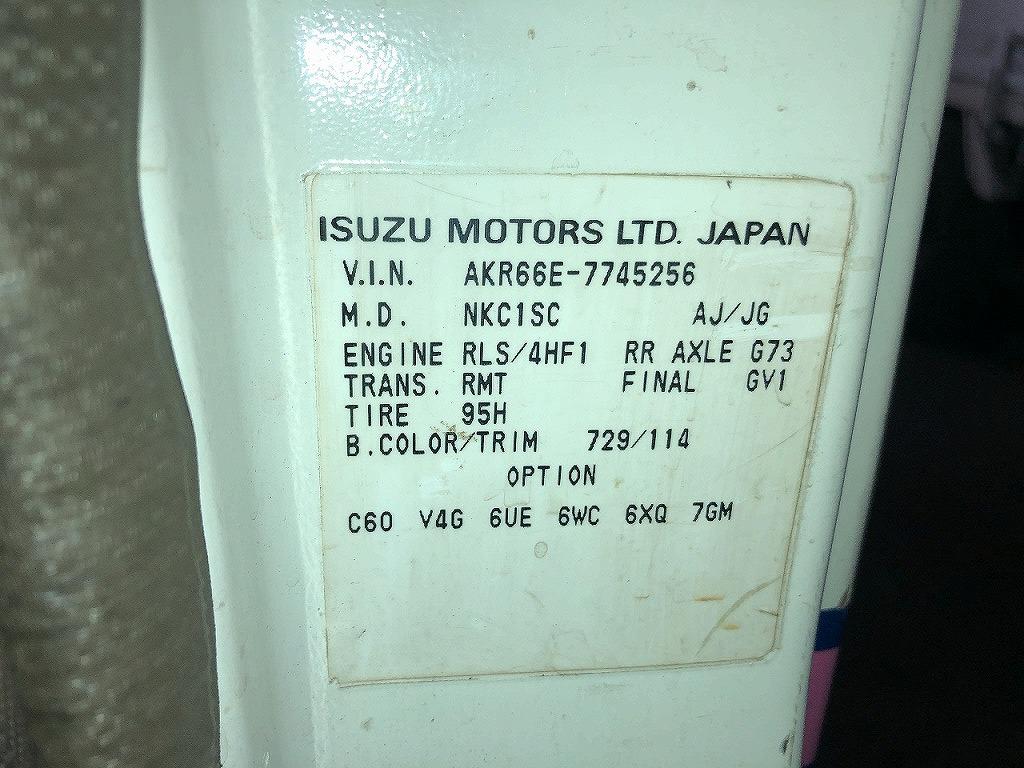 ISUZU MOTORS LTD. JAPAN
V.I.N. AKR66E-7745256
M.D. NKC1SC AJ/JG
ENGINE RLS/4HF1 RR AXLE G73
TRANS. RMT FINAL GV1
TIRE 95H
B.COLOR/TRIM 729/114
OPTION
C60 V4G 6UE 6WC 6XQ 7GM